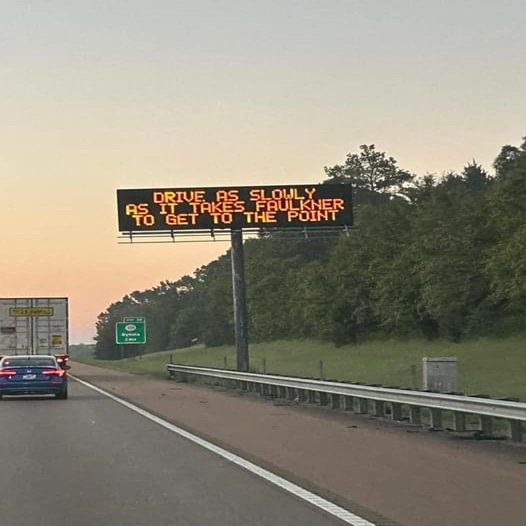 DRIVE AS SLOWLY
AS IT TAKES FAULKNER
TO GET TO THE POINT